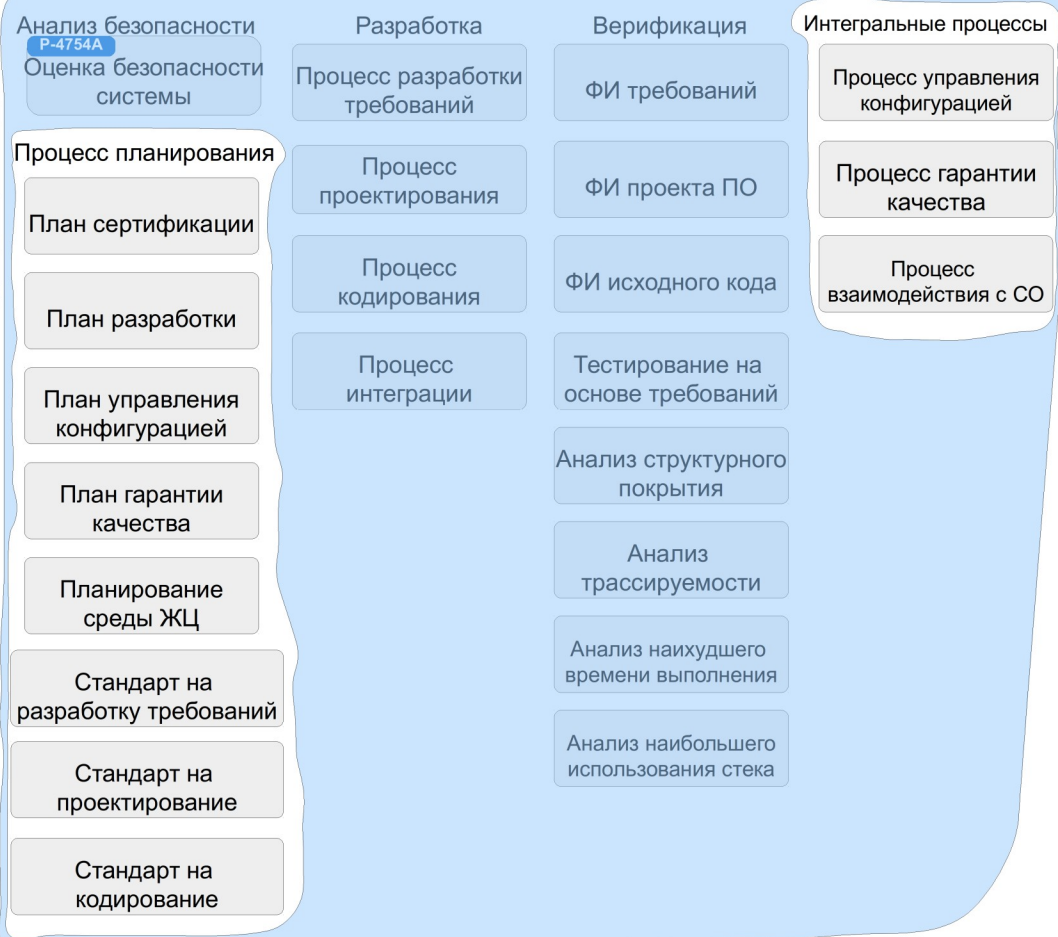 Анализ безопасности
Р-4754А
Оценка безопасности
системы
Процесс планирования
План сертификации
План разработки
План управления
конфигурацией
План гарантии
качества
Планирование
среды ЖЦ
Стандарт на
разработку требований
Стандарт на
проектирование
Стандарт на
кодирование
Разработка
Процесс разработки
требований
Процесс
проектирования
Процесс
кодирования
Процесс
интеграции
Верификация
ФИ требований
ФИ проекта ПО
ФИ исходного кода
Тестирование на
основе требований
Анализ структурного
покрытия
Анализ
трассируемости
Анализ наихудшего
времени выполнения
Анализ наибольшего
использования стека
Интегральные процессы
Процесс управления
конфигурацией
Процесс гарантии
качества
Процесс
взаимодействия с СО